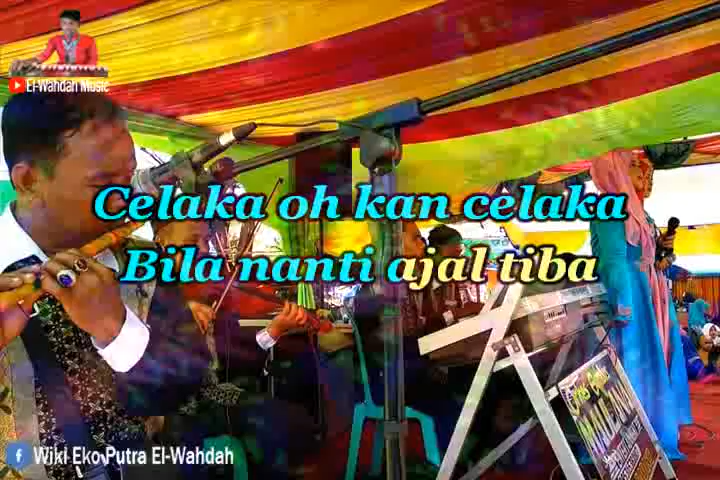 El-Wahdah Music
Celaka oh kan celaka
Bila nanti ajal tiba
Wiki Eko Putra El-Wahdah